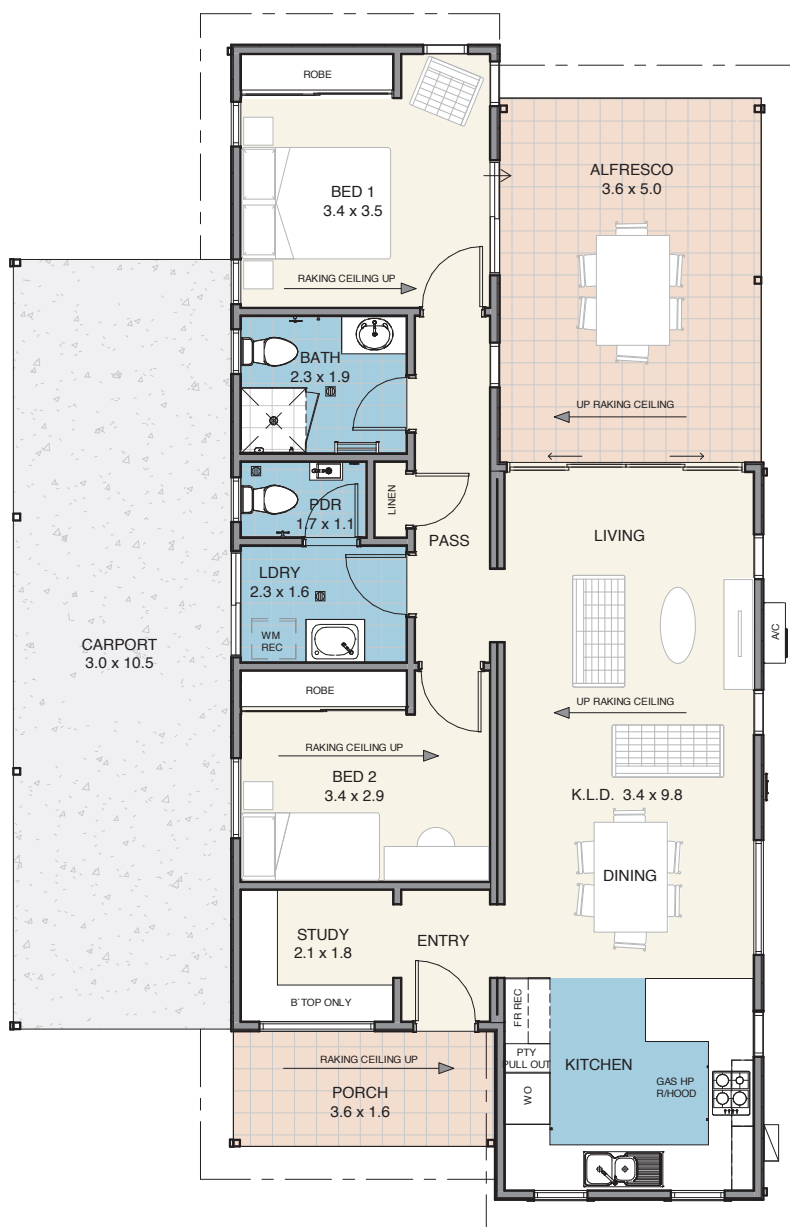 ROBE
BED 1
3.4 x 3.5
RAKING CEILING UP
ALFRESCO
3.6 x 5.0
UP RAKING CEILING
BATH
2.3 x 1.9
PDR
1.7 x 1.1
LINEN
PASS
LIVING
LDRY
2.3 x 1.6
WM
REC
CARPORT
3.0 x 10.5
A/C
ROBE
UP RAKING CEILING
RAKING CEILING UP
BED 2
3.4 x 2.9
K.L.D. 3.4 x 9.8
DINING
STUDY
2.1 x 1.8
ENTRY
B'TOP ONLY
FR REC
PTY
PULL OUT
WO
KITCHEN
GAS HP
R/HOOD
RAKING CEILING UP
PORCH
3.6 x 1.6